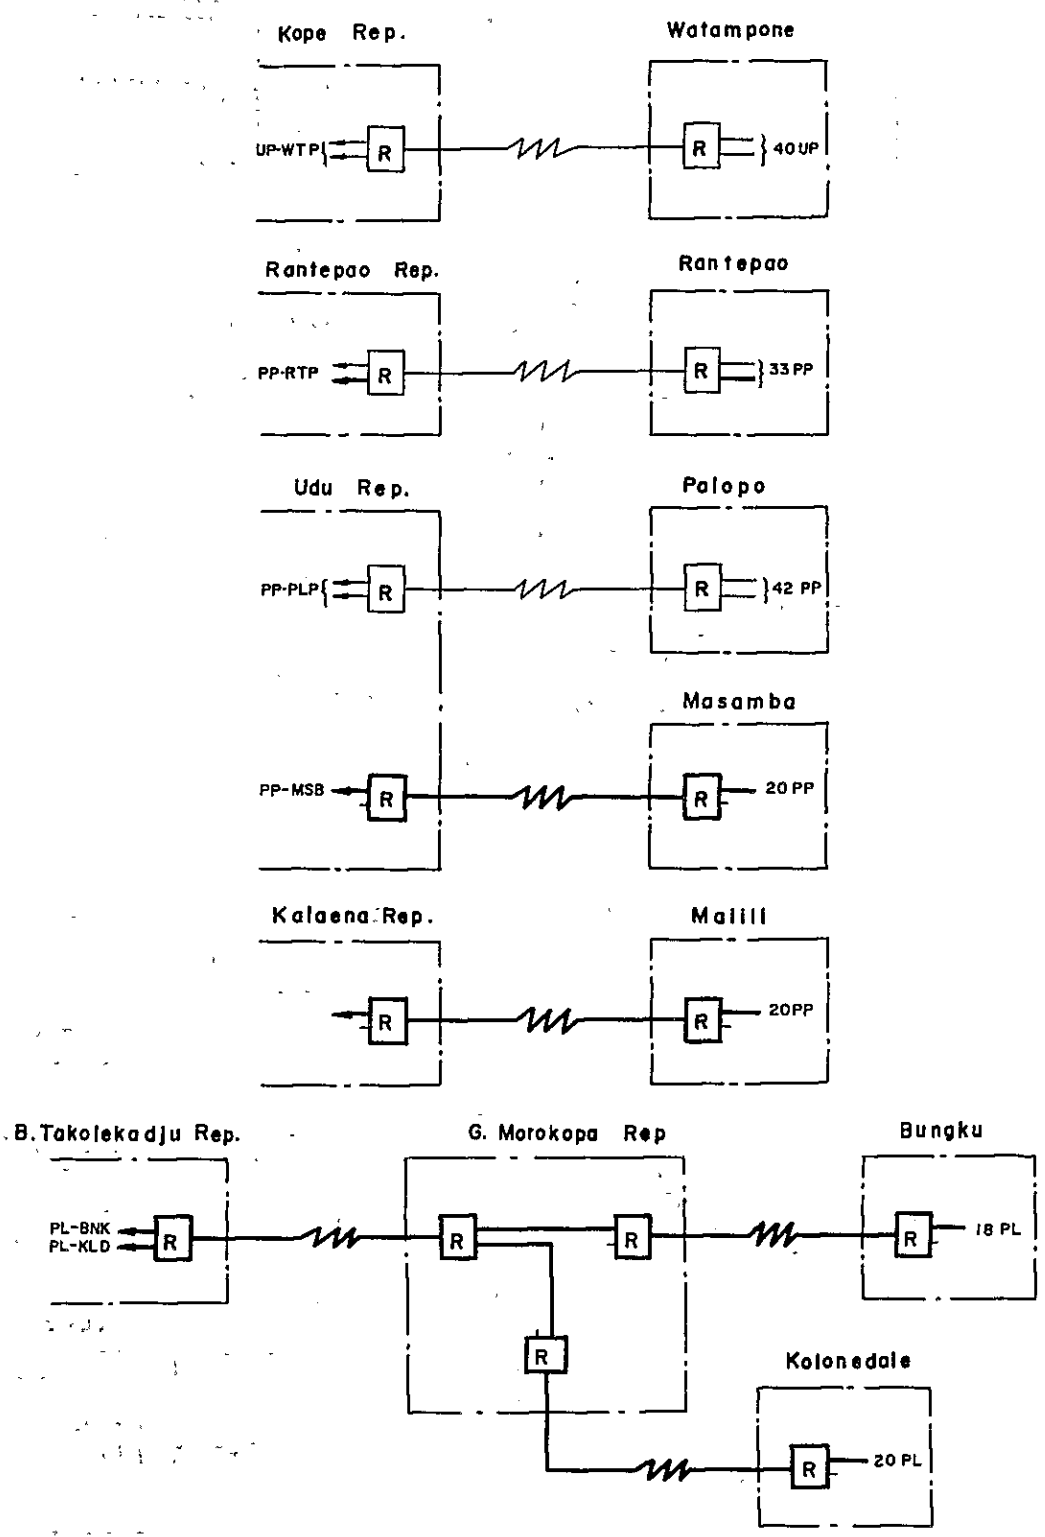 Kope Rep. Watampone
UP-WTP R R 40 UP
Rantepao Rep. Rantepao
PP-RTP R R 33 PP
Udu Rep. Palopo
PP-PLP R R 42 PP
Masamba
PP-MSB R R 20 PP
Kalaena Rep. Malili
R R 20 PP
B. Takolekadju Rep. G. Morokopa Rep Bungku
PL-BNK
PL-KLD R R R R 18 PL
R
Kolonedale
R 20 PL